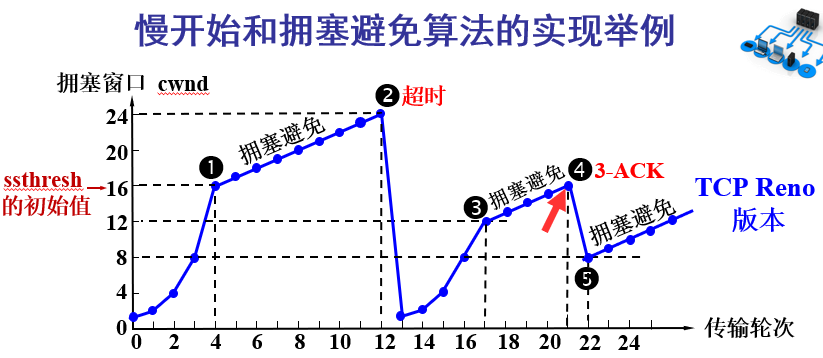 慢开始和拥塞避免算法的实现举例
拥塞窗口 cwnd
24
20
16
12
8
4
0
ssthresh
的初始值
❶
拥塞避免
❷超时
❸
拥塞避免
❹3-ACK
❺
拥塞避免
TCP Reno
版本
0 2 4 6 8 10 12 14 16 18 20 22 24
传输轮次